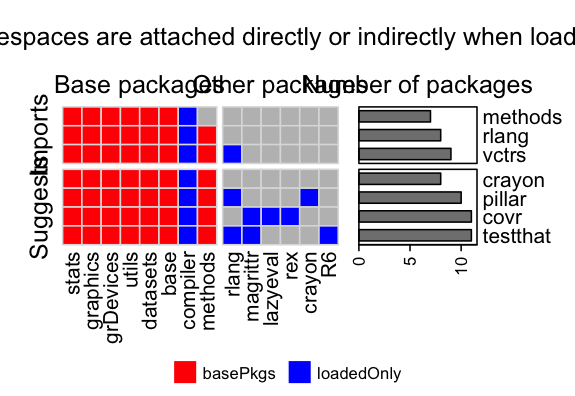 espaces are attached directly or indirectly when load
Base packages Other packages Number of packages
Imports
Suggests
methods
rlang
vctrs
crayon
pillar
covr
testthat
0 5 10
stats graphics grDevices utils datasets base compiler methods rlang magrittr lazyeval rex crayon R6
basePkgs loadedOnly